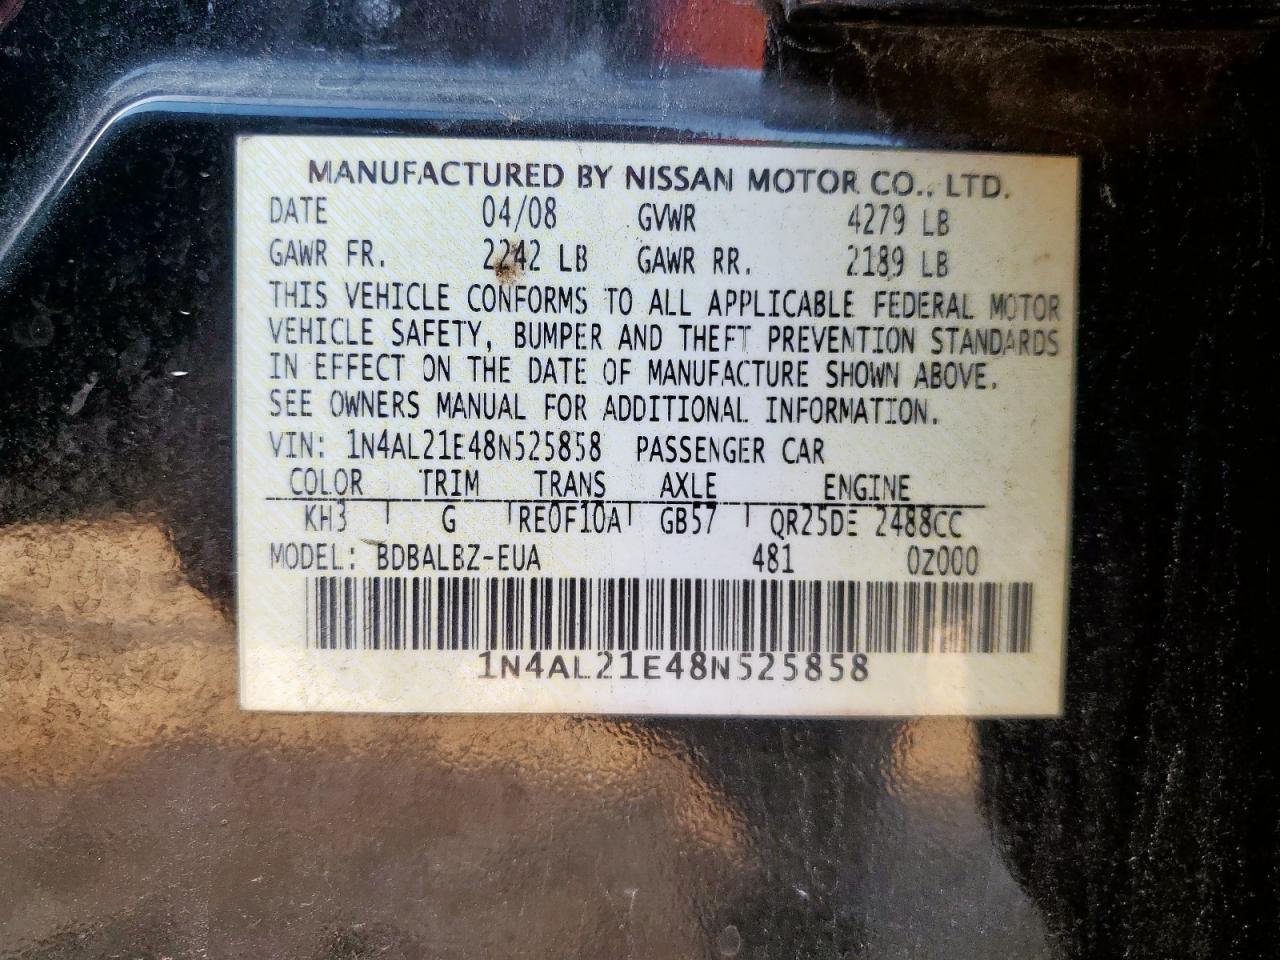 MANUFACTURED BY NISSAN MOTOR CO., LTD.
DATE 04/08 GVWR 4279 LB
GAWR FR. 2242 LB GAWR RR. 2189 LB
THIS VEHICLE CONFORMS TO ALL APPLICABLE FEDERAL MOTOR
VEHICLE SAFETY, BUMPER AND THEFT PREVENTION STANDARDS
IN EFFECT ON THE DATE OF MANUFACTURE SHOWN ABOVE.
SEE OWNERS MANUAL FOR ADDITIONAL INFORMATION.
VIN: 1N4AL21E48N525858 PASSENGER CAR
COLOR TRIM TRANS AXLE ENGINE
KH3 G RE0F10A GB57 QR25DE 2488CC
MODEL: BDBALBZ-EUA 481 0Z000
1N4AL21E48N525858